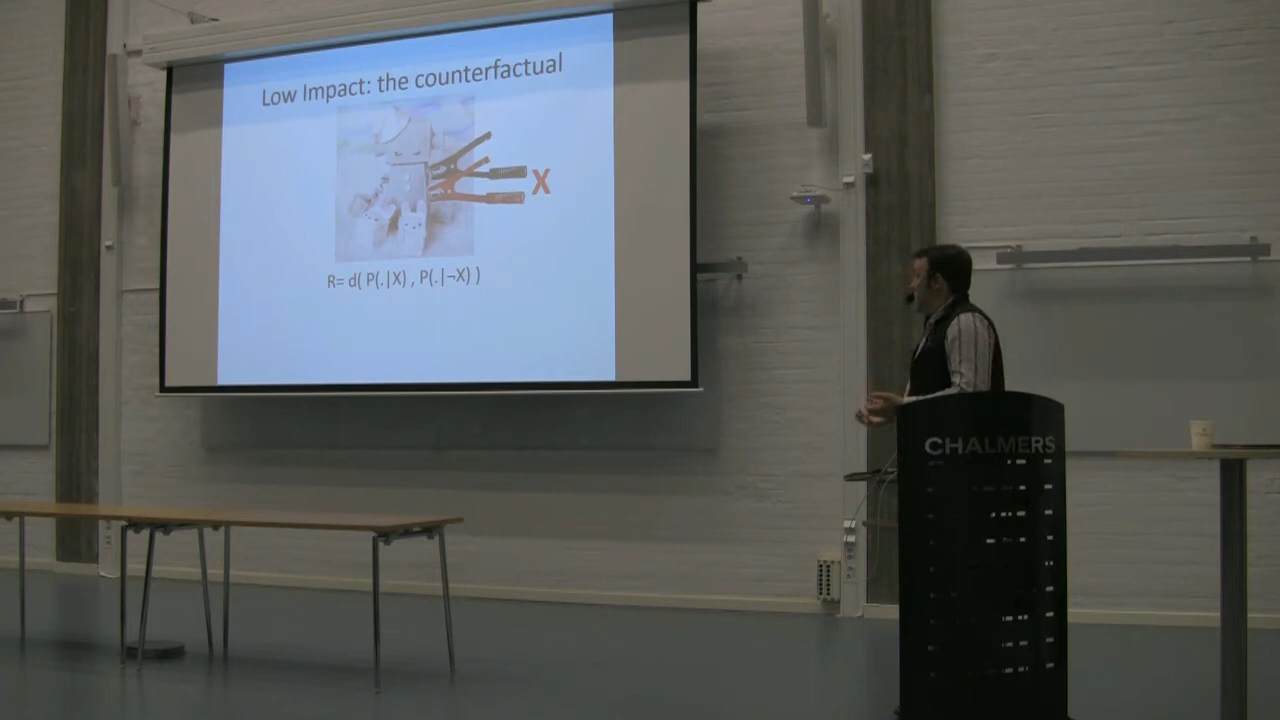 Low Impact: the counterfactual
X
R= d( P(.|X) , P(.|¬X) )
CHALMERS